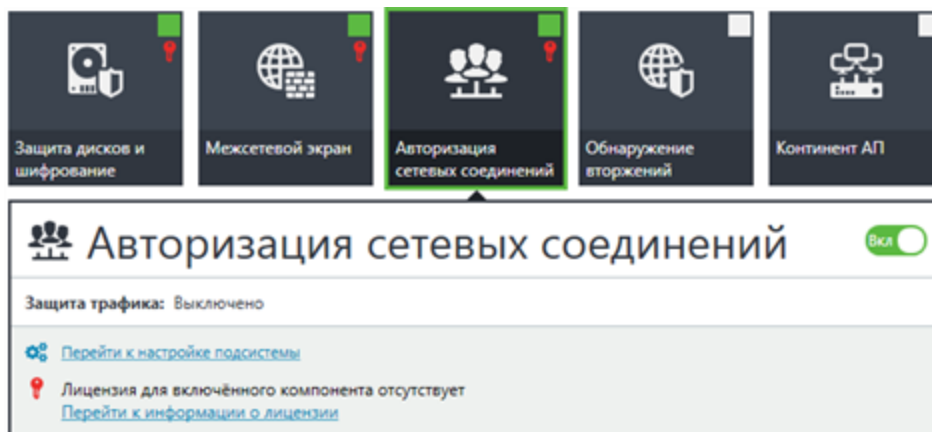 Защита дисков и
шифрование
Межсетевой экран
Авторизация
сетевых соединений
Обнаружение
вторжений
Континент АП
Авторизация сетевых соединений
Вкл
Защита трафика: Выключено
Перейти к настройке подсистемы
Лицензия для включённого компонента отсутствует
Перейти к информации о лицензии